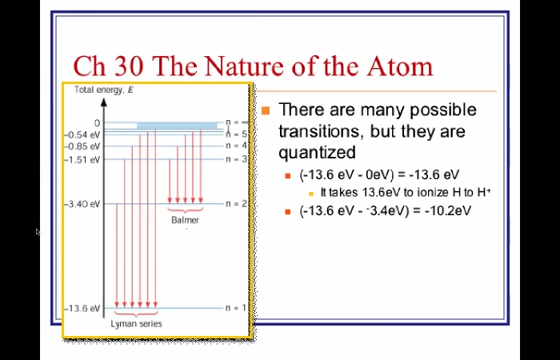 Ch 30 The Nature of the Atom
Total energy, E
0
n = ∞
-0.54 eV
n = 5
-0.85 eV
n = 4
-1.51 eV
n = 3
-3.40 eV
n = 2
Balmer
-13.6 eV
n = 1
Lyman series
There are many possible
transitions, but they are
quantized
(-13.6 eV - 0eV) = -13.6 eV
It takes 13.6eV to ionize H to H⁺
(-13.6 eV - ⁻3.4eV) = -10.2eV